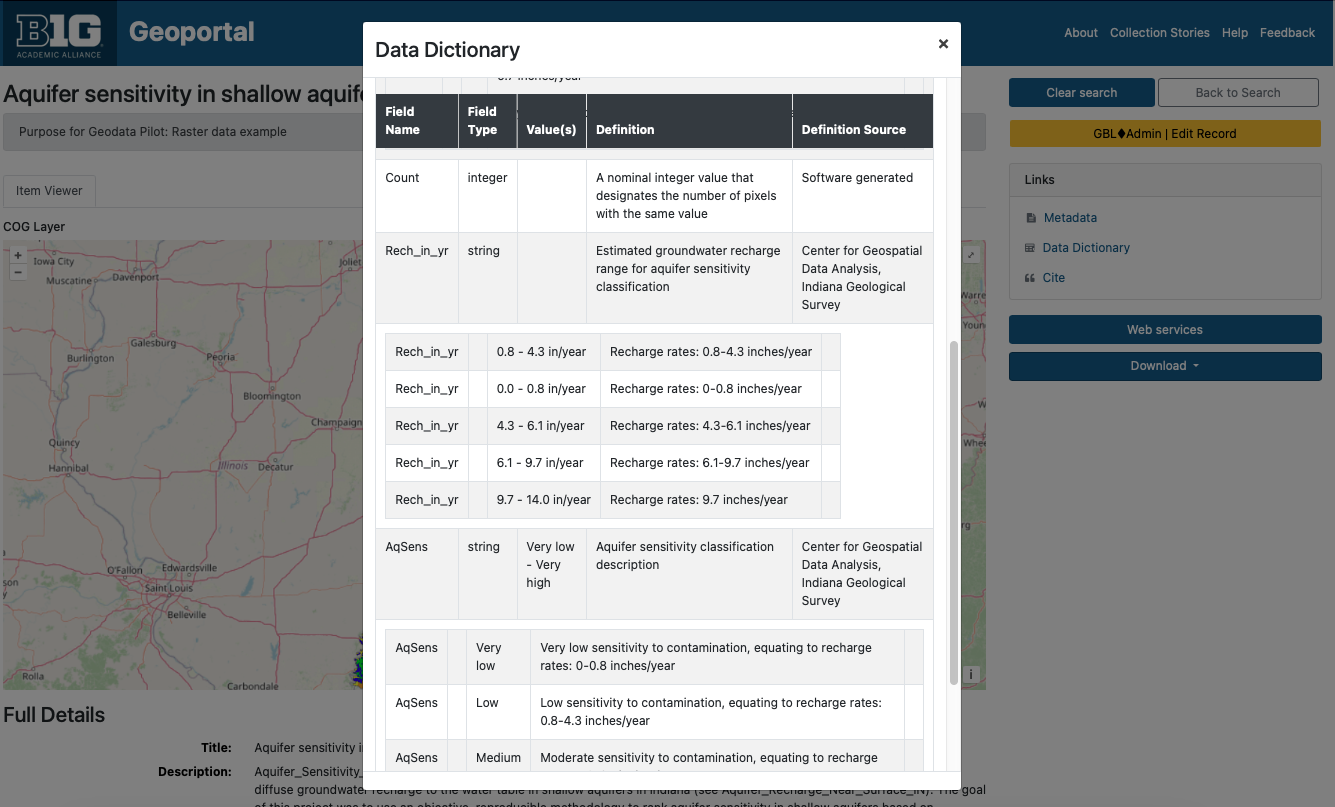 B1G
ACADEMIC ALLIANCE
Geoportal
About Collection Stories Help Feedback
Data Dictionary
×
Aquifer sensitivity in shallow aquife
Purpose for Geodata Pilot: Raster data example
Clear search
Back to Search
GBL♦Admin | Edit Record
Links
Metadata
Data Dictionary
Cite
Web services
Download
Item Viewer
COG Layer
+
−
Iowa City
Muscatine
Davenport
Joliet
Galesburg
Burlington
Peoria
Bloomington
Champaign
Quincy
Hannibal
Illinois
Decatur
O'Fallon
Edwardsville
Saint Louis
Belleville
Rolla
Carbondale
i
Field Name Field Type Value(s) Definition Definition Source
Count integer A nominal integer value that
designates the number of pixels
with the same value
Software generated
Rech_in_yr string Estimated groundwater recharge
range for aquifer sensitivity
classification
Center for Geospatial
Data Analysis,
Indiana Geological
Survey
Rech_in_yr 0.8 - 4.3 in/year Recharge rates: 0.8-4.3 inches/year
Rech_in_yr 0.0 - 0.8 in/year Recharge rates: 0-0.8 inches/year
Rech_in_yr 4.3 - 6.1 in/year Recharge rates: 4.3-6.1 inches/year
Rech_in_yr 6.1 - 9.7 in/year Recharge rates: 6.1-9.7 inches/year
Rech_in_yr 9.7 - 14.0 in/year Recharge rates: 9.7 inches/year
AqSens string Very low
- Very
high
Aquifer sensitivity classification
description
Center for Geospatial
Data Analysis,
Indiana Geological
Survey
AqSens Very
low
Very low sensitivity to contamination, equating to recharge
rates: 0-0.8 inches/year
AqSens Low Low sensitivity to contamination, equating to recharge rates:
0.8-4.3 inches/year
AqSens Medium Moderate sensitivity to contamination, equating to recharge
Full Details
Title: Aquifer sensitivity i
Description: Aquifer_Sensitivity_
diffuse groundwater recharge to the water table in shallow aquifers in Indiana (see Aquifer_Recharge_Near_Surface_IN). The goal
of this project was to use an objective, reproducible methodology to rank aquifer sensitivity in shallow aquifers based on